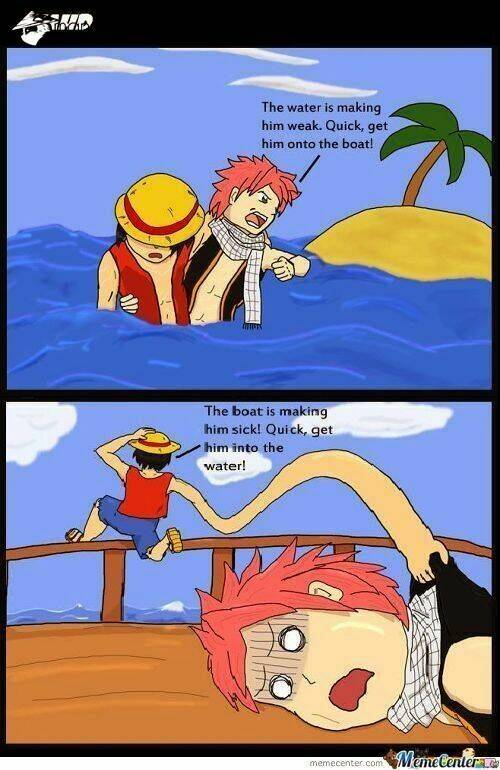 The water is making
him weak. Quick, get
him onto the boat!
The boat is making
him sick! Quick, get
him into the
water!
memecenter.com
MemeCenter